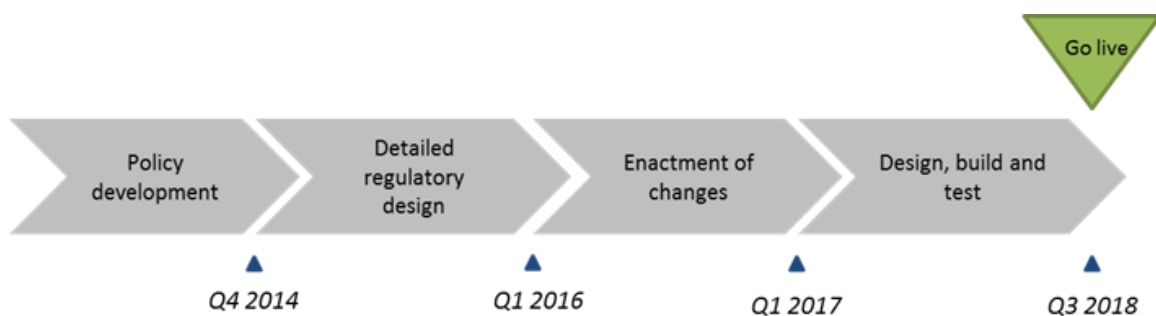 Go live
Policy
development
Detailed
regulatory
design
Enactment of
changes
Design, build and
test
Q4 2014
Q1 2016
Q1 2017
Q3 2018